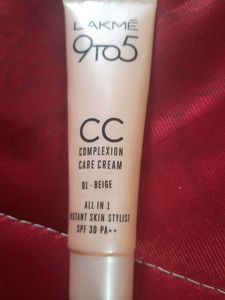 LAKMÉ
9TO5
CC
COMPLEXION
CARE CREAM
01 - BEIGE
ALL IN 1
INSTANT SKIN STYLIST
SPF 30 PA++